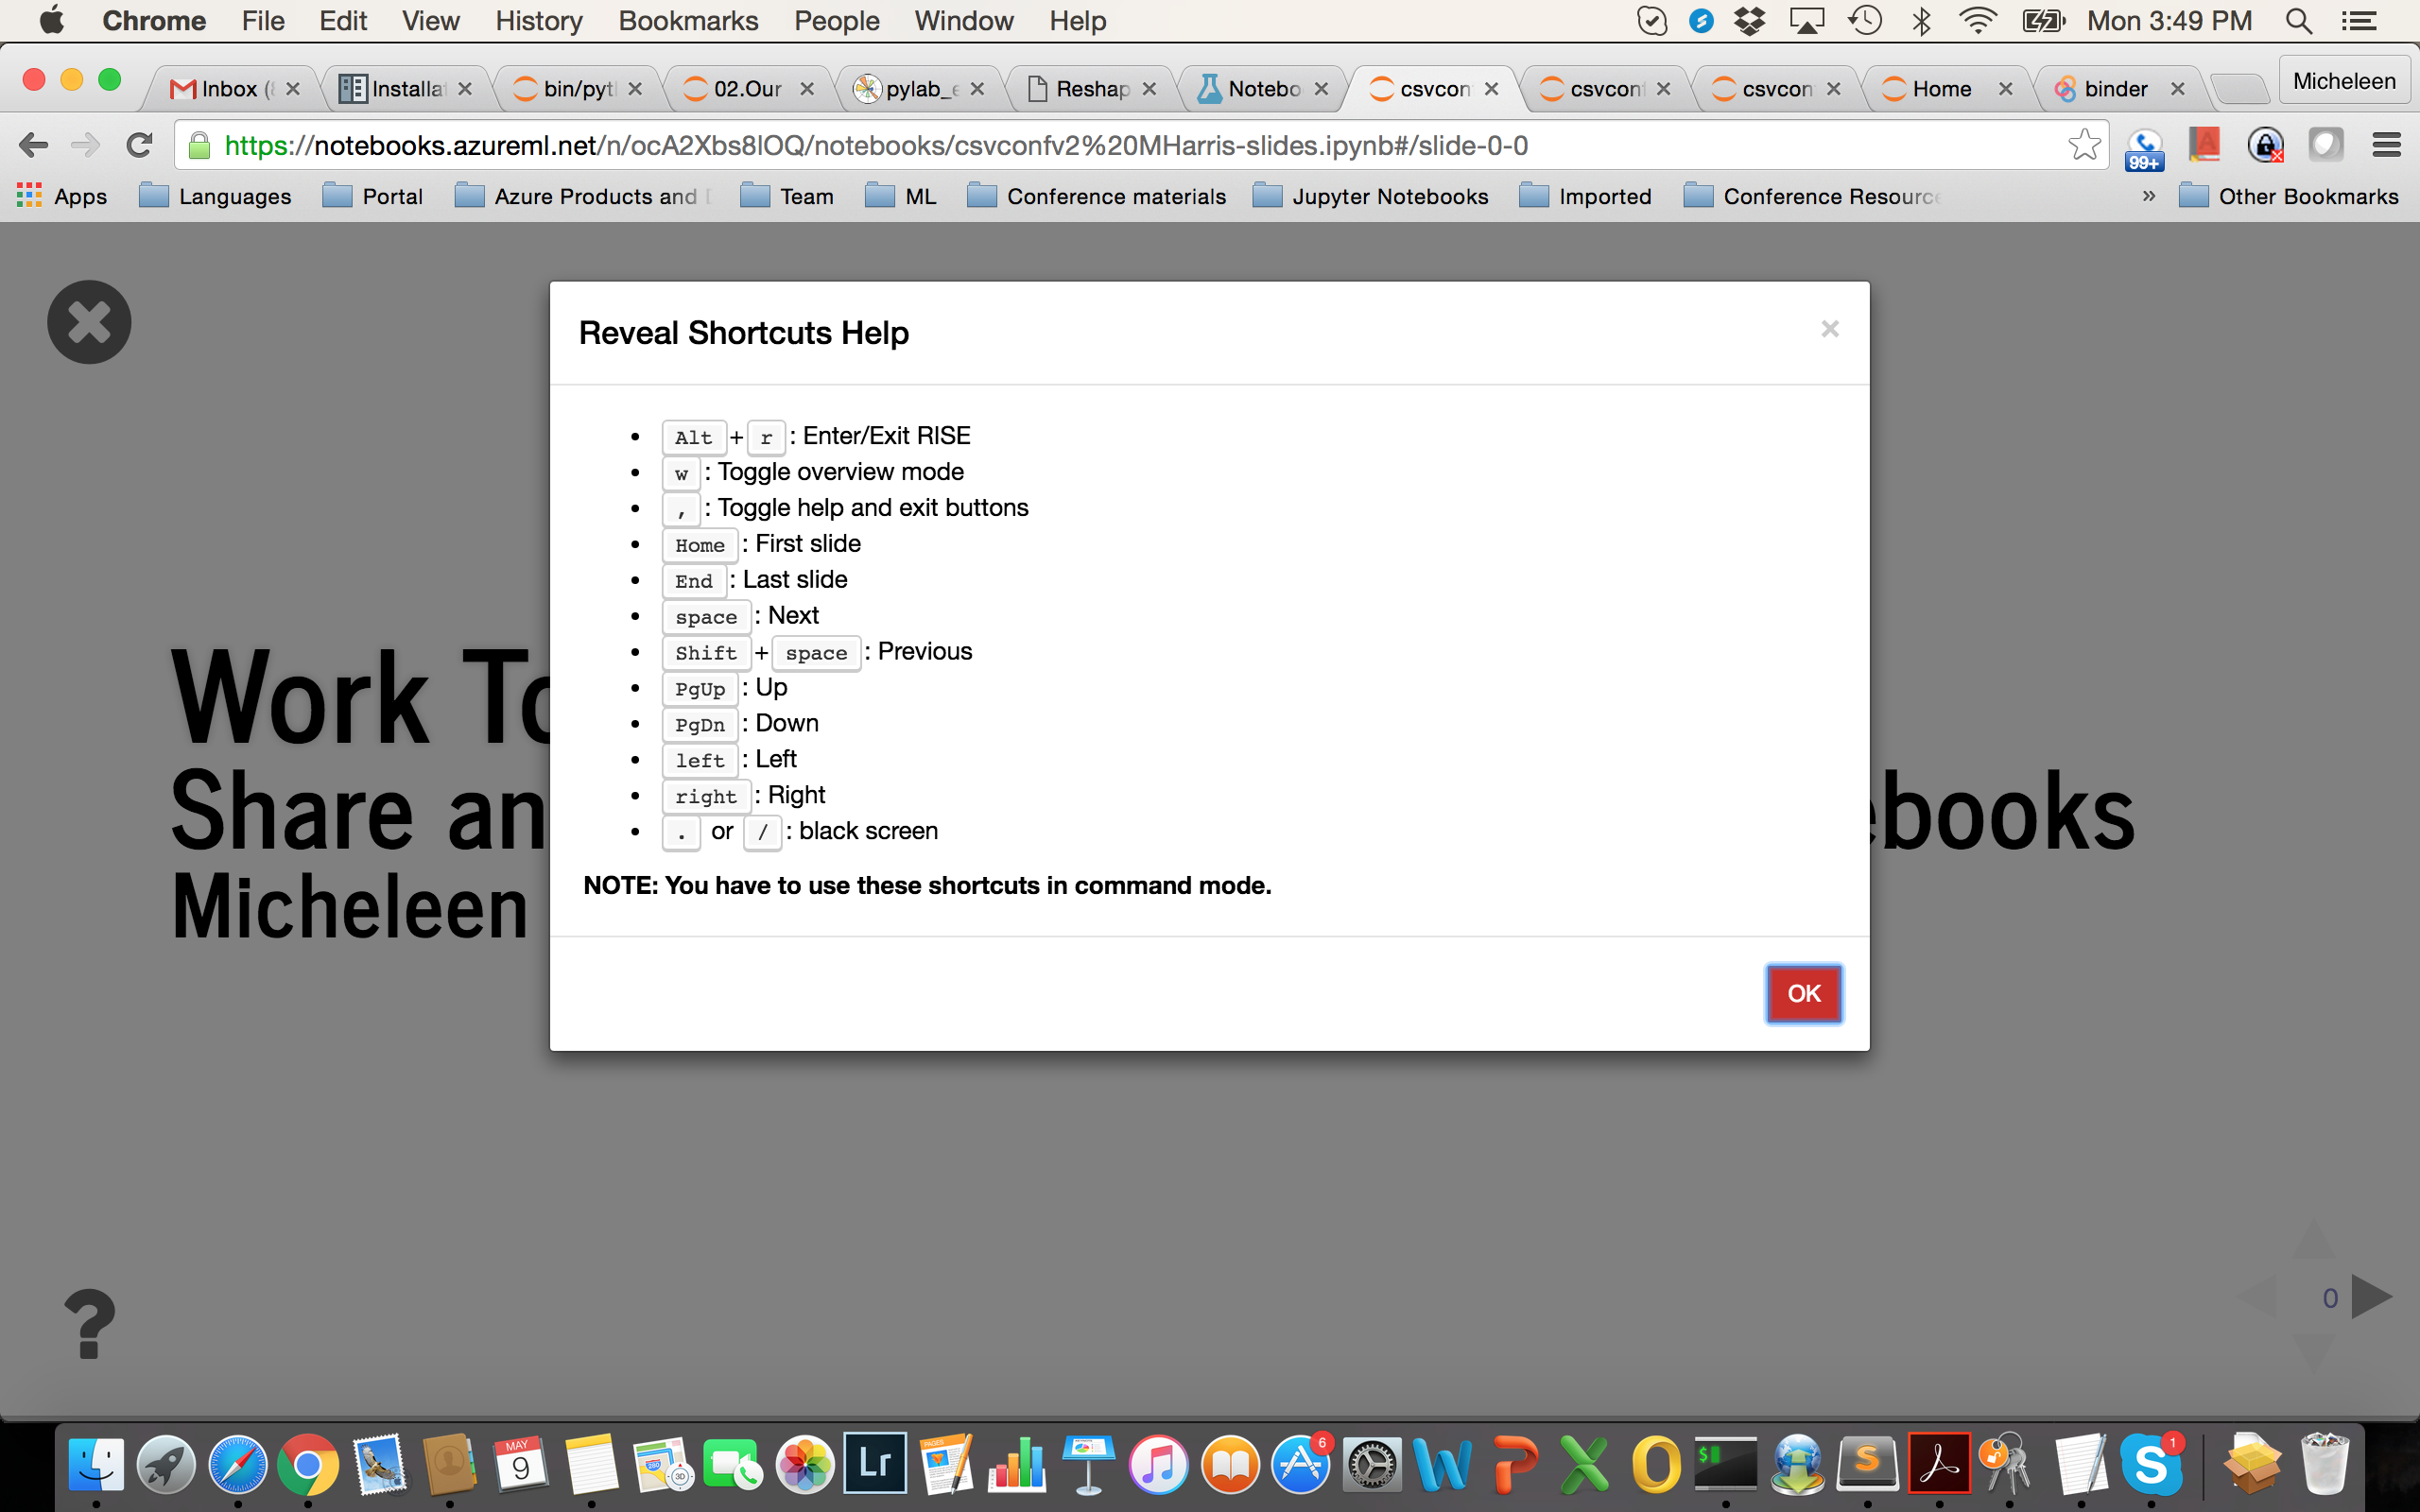 Chrome File Edit View History Bookmarks People Window Help Mon 3:49 PM
Inbox ( Installa bin/pyt 02.Our pylab_e Reshap Notebo csvcon csvcon csvcon Home binder Micheleen
https://notebooks.azureml.net/n/ocA2Xbs8lOQ/notebooks/csvconfv2%20MHarris-slides.ipynb#/slide-0-0
99+
Apps Languages Portal Azure Products and Team ML Conference materials Jupyter Notebooks Imported Conference Resource » Other Bookmarks
Reveal Shortcuts Help ×
• Alt + r : Enter/Exit RISE
• w : Toggle overview mode
• , : Toggle help and exit buttons
• Home : First slide
• End : Last slide
• space : Next
• Shift + space : Previous
• PgUp : Up
• PgDn : Down
• left : Left
• right : Right
• . or / : black screen
NOTE: You have to use these shortcuts in command mode.
OK
Work To
Share an ebooks
Micheleen
?
0
MAY
9
PAGES
280
3D
Lr
6
$
S
S
1